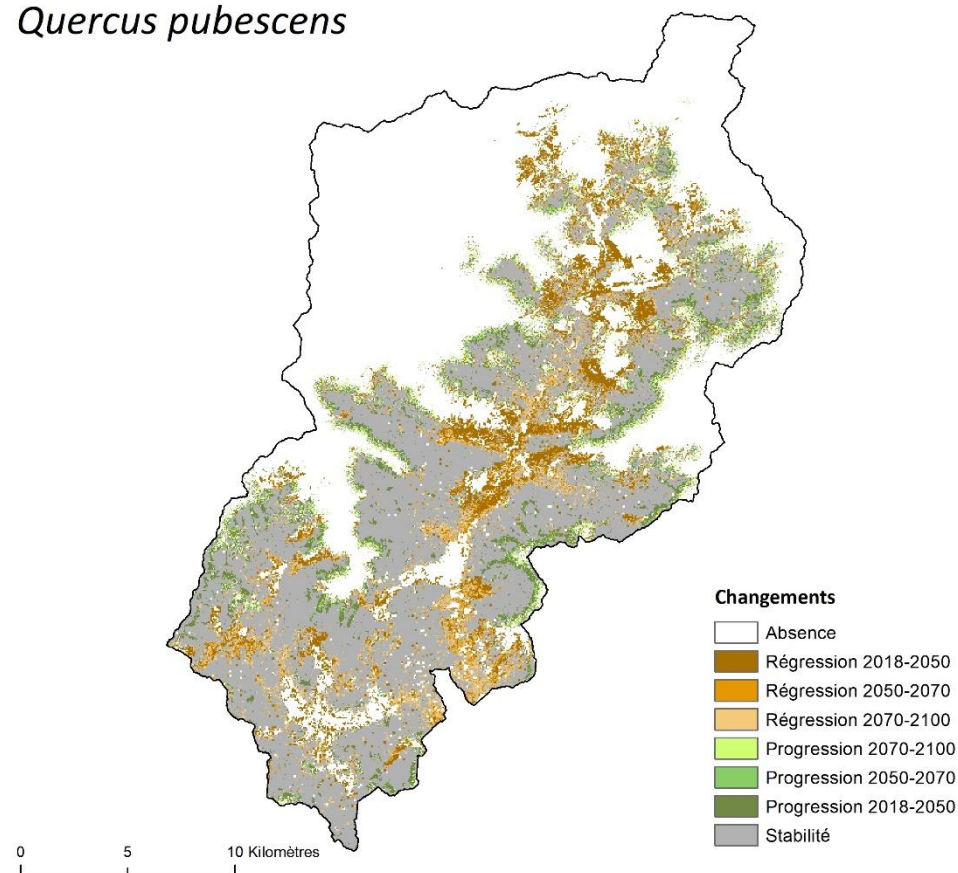 Quercus pubescens
Changements
Absence
Régression 2018-2050
Régression 2050-2070
Régression 2070-2100
Progression 2070-2100
Progression 2050-2070
Progression 2018-2050
Stabilité
0 5 10 Kilomètres